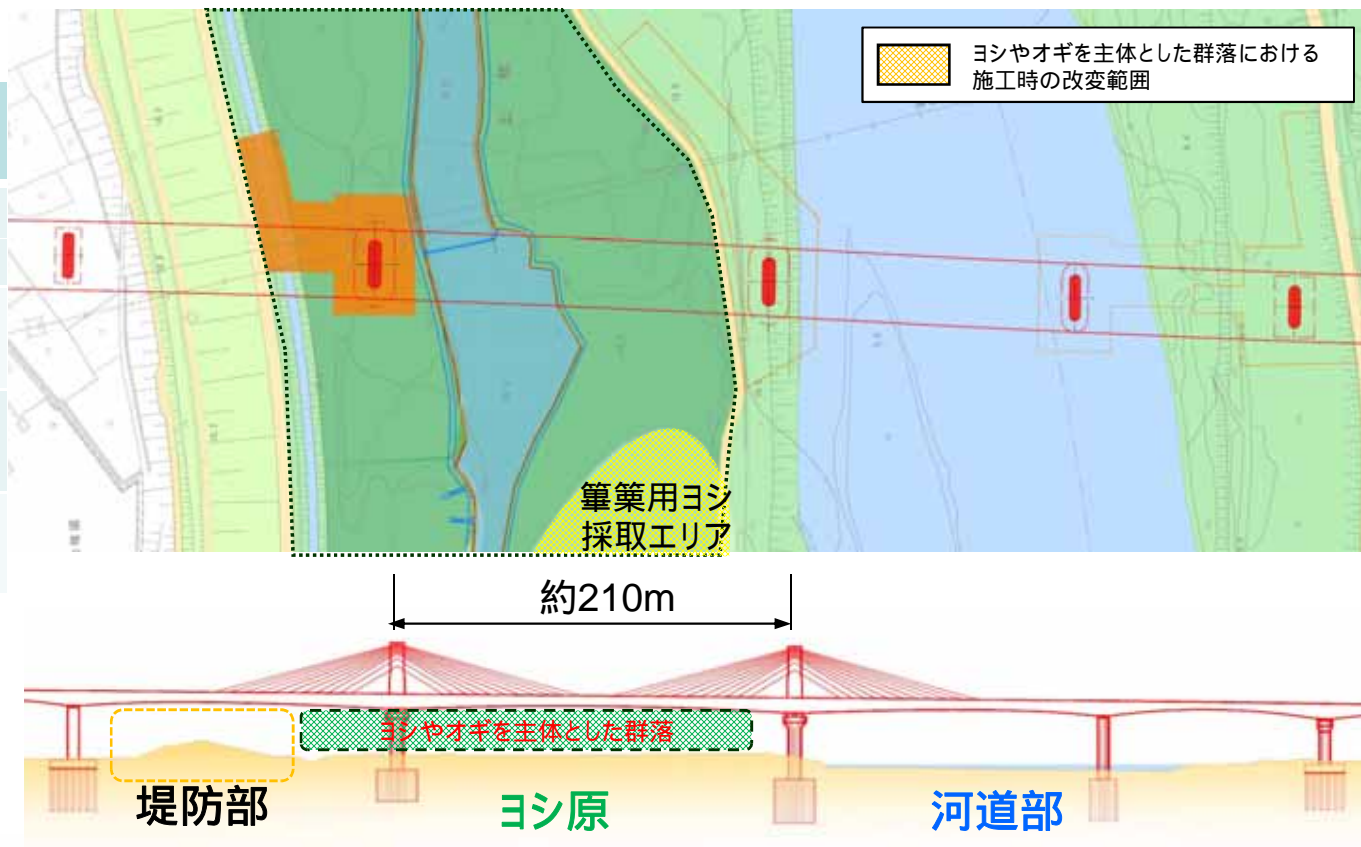 ヨシやオギを主体とした群落における
施工時の改変範囲
篳篥用ヨシ
採取エリア
約210m
ヨシやオギを主体とした群落
堤防部
ヨシ原
河道部